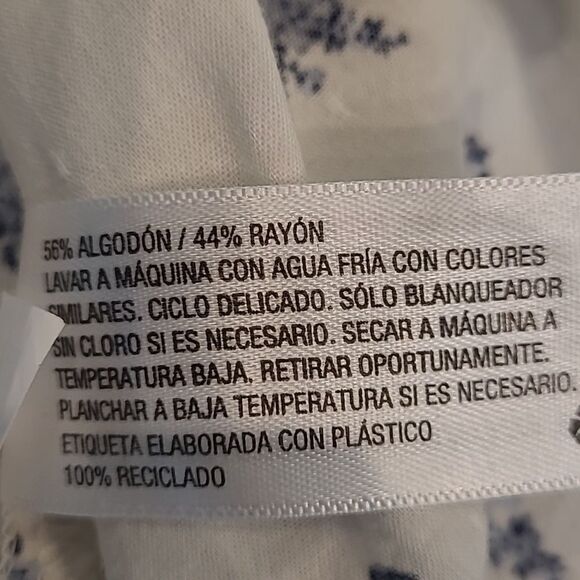 56% ALGODÓN / 44% RAYÓN
LAVAR A MÁQUINA CON AGUA FRÍA CON COLORES
SIMILARES. CICLO DELICADO. SÓLO BLANQUEADOR
SIN CLORO SI ES NECESARIO. SECAR A MÁQUINA A
TEMPERATURA BAJA. RETIRAR OPORTUNAMENTE.
PLANCHAR A BAJA TEMPERATURA SI ES NECESARIO.
ETIQUETA ELABORADA CON PLÁSTICO
100% RECICLADO